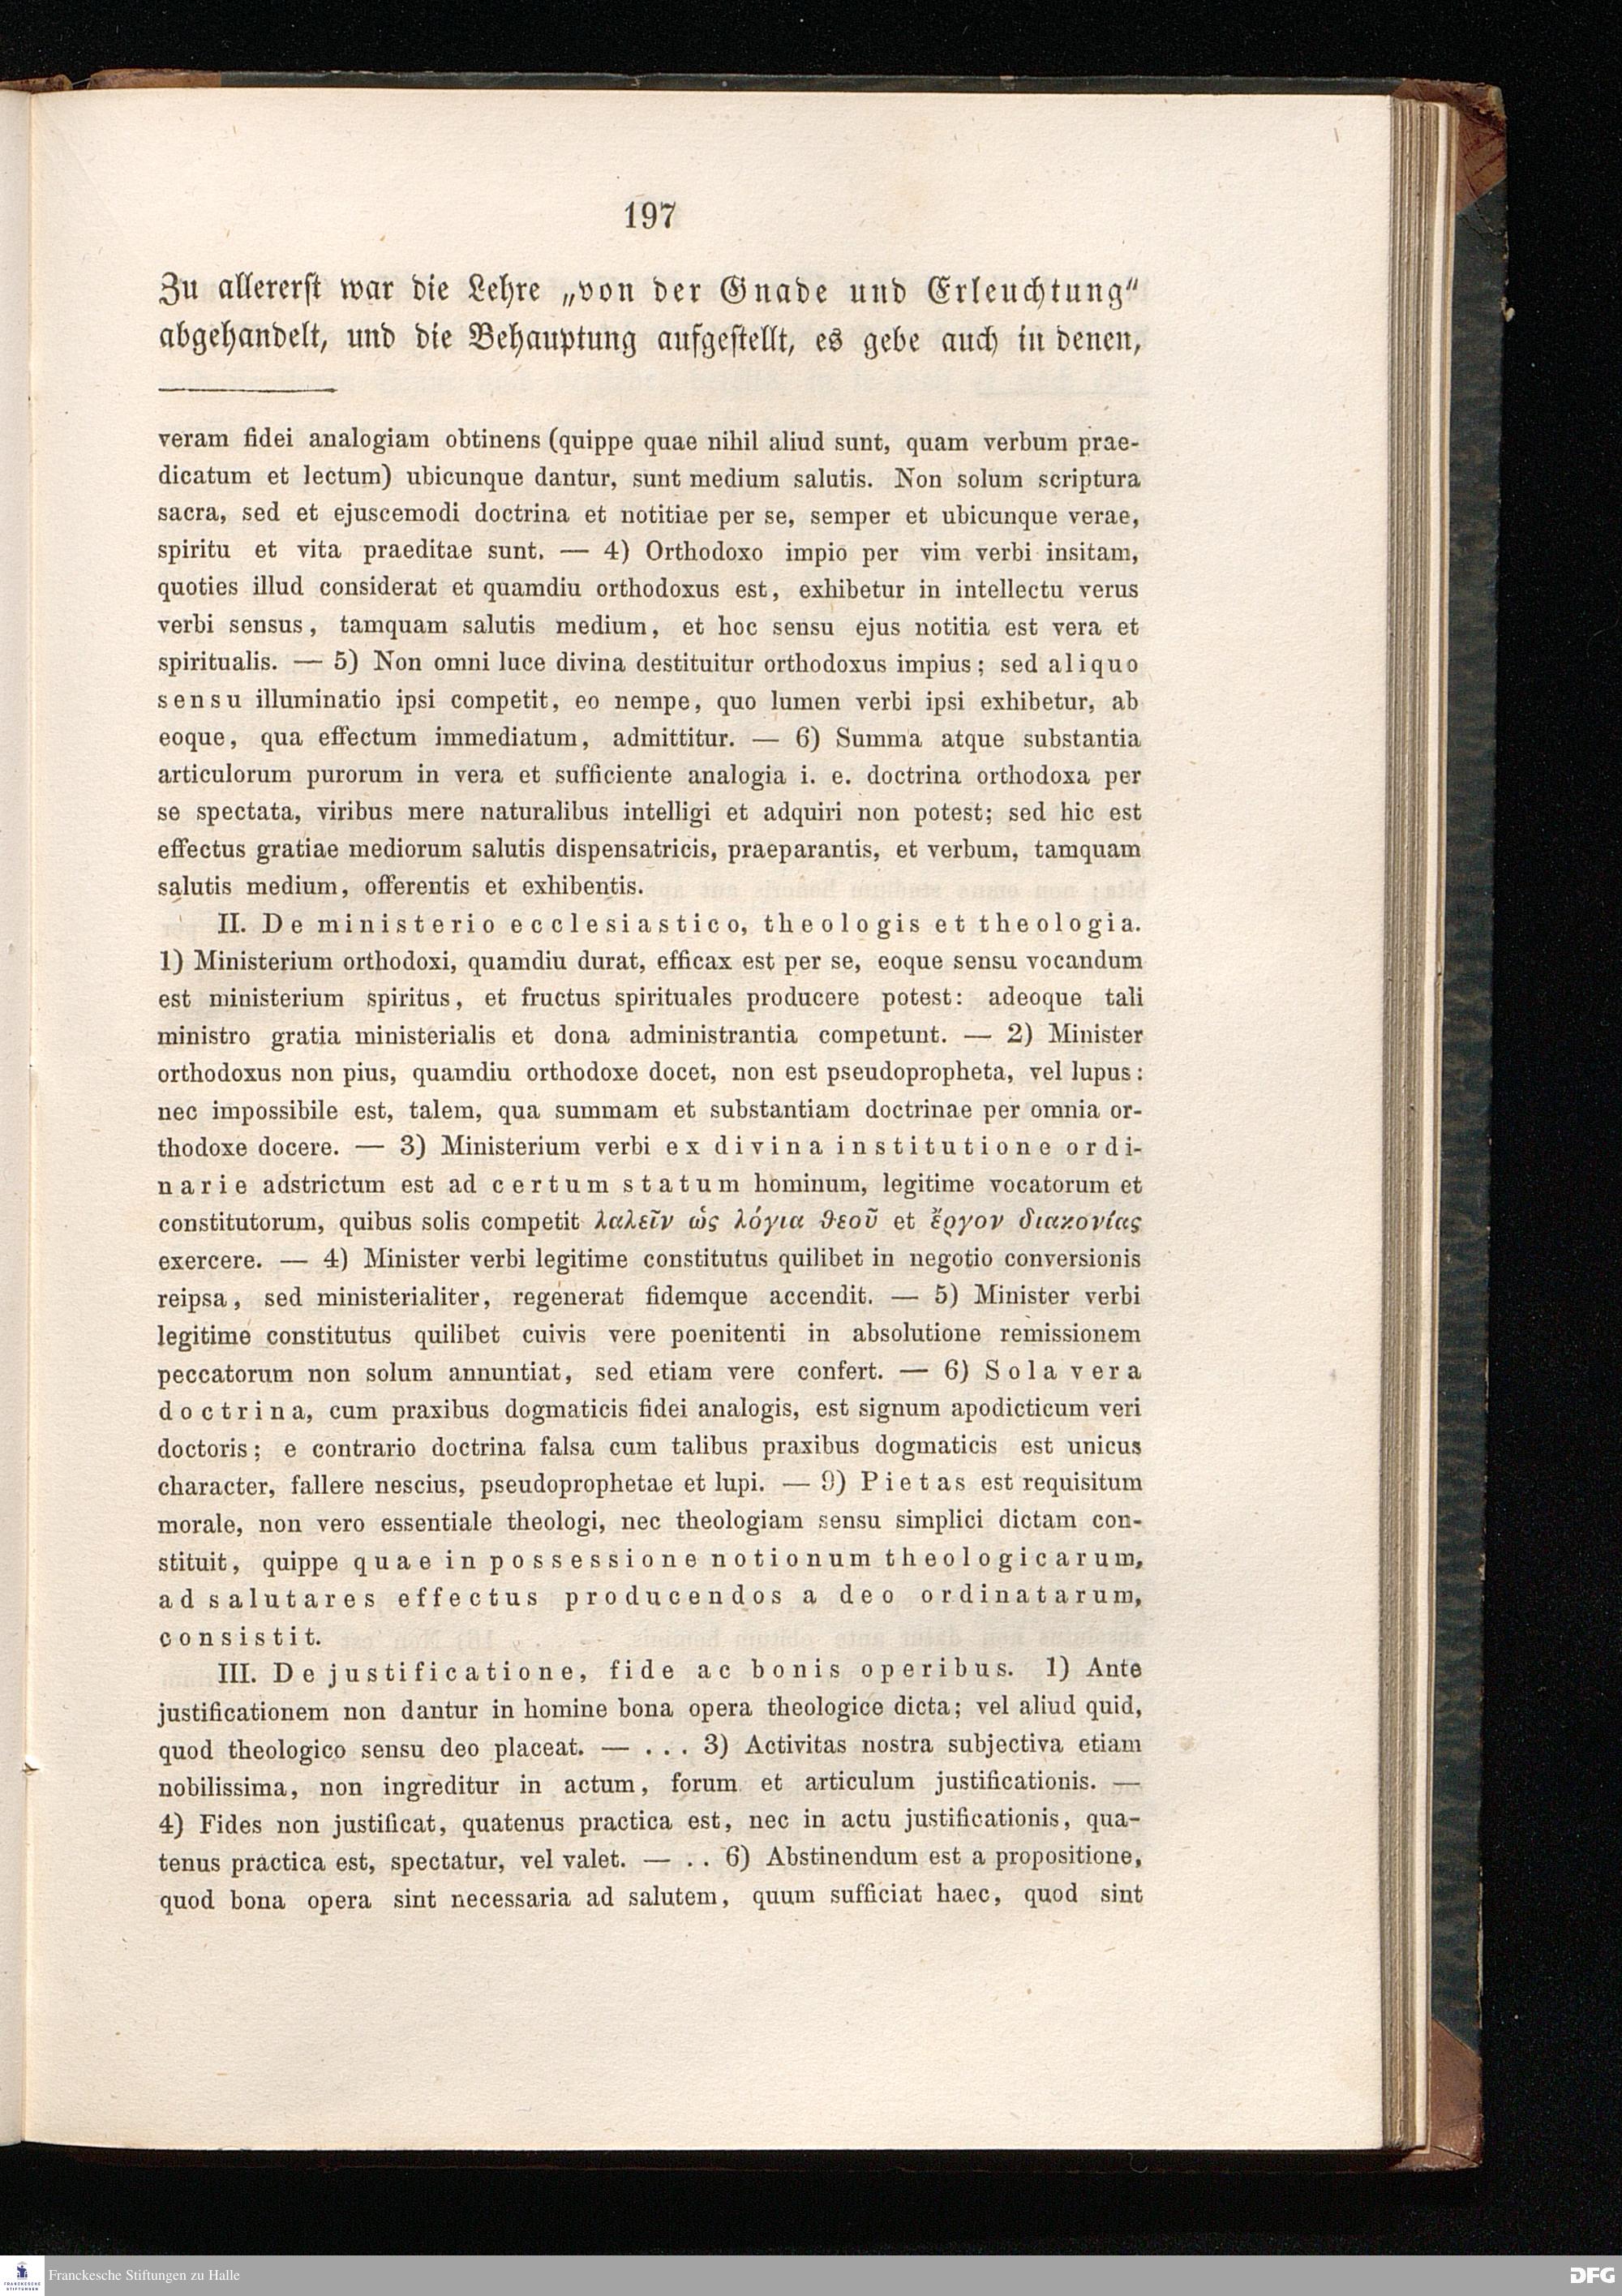 197
Zu allererst war die Lehre „von der Gnade und Erleuchtung“
abgehandelt, und die Behauptung aufgestellt, es gebe auch in denen,
veram fidei analogiam obtinens (quippe quae nihil aliud sunt, quam verbum prae-
dicatum et lectum) ubicunque dantur, sunt medium salutis. Non solum scriptura
sacra, sed et ejuscemodi doctrina et notitiae per se, semper et ubicunque verae,
spiritu et vita praeditae sunt. — 4) Orthodoxo impio per vim verbi insitam,
quoties illud considerat et quamdiu orthodoxus est, exhibetur in intellectu verus
verbi sensus, tamquam salutis medium, et hoc sensu ejus notitia est vera et
spiritualis. — 5) Non omni luce divina destituitur orthodoxus impius; sed aliquo
sensu illuminatio ipsi competit, eo nempe, quo lumen verbi ipsi exhibetur, ab
eoque, qua effectum immediatum, admittitur. — 6) Summa atque substantia
articulorum purorum in vera et sufficiente analogia i. e. doctrina orthodoxa per
se spectata, viribus mere naturalibus intelligi et adquiri non potest; sed hic est
effectus gratiae mediorum salutis dispensatricis, praeparantis, et verbum, tamquam
salutis medium, offerentis et exhibentis.
II. De ministerio ecclesiastico, theologis et theologia.
1) Ministerium orthodoxi, quamdiu durat, efficax est per se, eoque sensu vocandum
est ministerium spiritus, et fructus spirituales producere potest: adeoque tali
ministro gratia ministerialis et dona administrantia competunt. — 2) Minister
orthodoxus non pius, quamdiu orthodoxe docet, non est pseudopropheta, vel lupus:
nec impossibile est, talem, qua summam et substantiam doctrinae per omnia or-
thodoxe docere. — 3) Ministerium verbi ex divina institutione ordi-
narie adstrictum est ad certum statum hominum, legitime vocatorum et
constitutorum, quibus solis competit λαλεῖν ὡς λόγια θεοῦ et ἔργον διακονίας
exercere. — 4) Minister verbi legitime constitutus quilibet in negotio conversionis
reipsa, sed ministerialiter, regenerat fidemque accendit. — 5) Minister verbi
legitime constitutus quilibet cuivis vere poenitenti in absolutione remissionem
peccatorum non solum annuntiat, sed etiam vere confert. — 6) Sola vera
doctrina, cum praxibus dogmaticis fidei analogis, est signum apodicticum veri
doctoris; e contrario doctrina falsa cum talibus praxibus dogmaticis est unicus
character, fallere nescius, pseudoprophetae et lupi. — 9) Pietas est requisitum
morale, non vero essentiale theologi, nec theologiam sensu simplici dictam con-
stituit, quippe quae in possessione notionum theologicarum,
ad salutares effectus producendos a deo ordinatarum,
consistit.
III. De justificatione, fide ac bonis operibus. 1) Ante
justificationem non dantur in homine bona opera theologice dicta; vel aliud quid,
quod theologico sensu deo placeat. — . . . 3) Activitas nostra subjectiva etiam
nobilissima, non ingreditur in actum, forum et articulum justificationis. —
4) Fides non justificat, quatenus practica est, nec in actu justificationis, qua-
tenus practica est, spectatur, vel valet. — . . 6) Abstinendum est a propositione,
quod bona opera sint necessaria ad salutem, quum sufficiat haec, quod sint
FRANCKESCHE STIFTUNGEN
Franckesche Stiftungen zu Halle
DFG